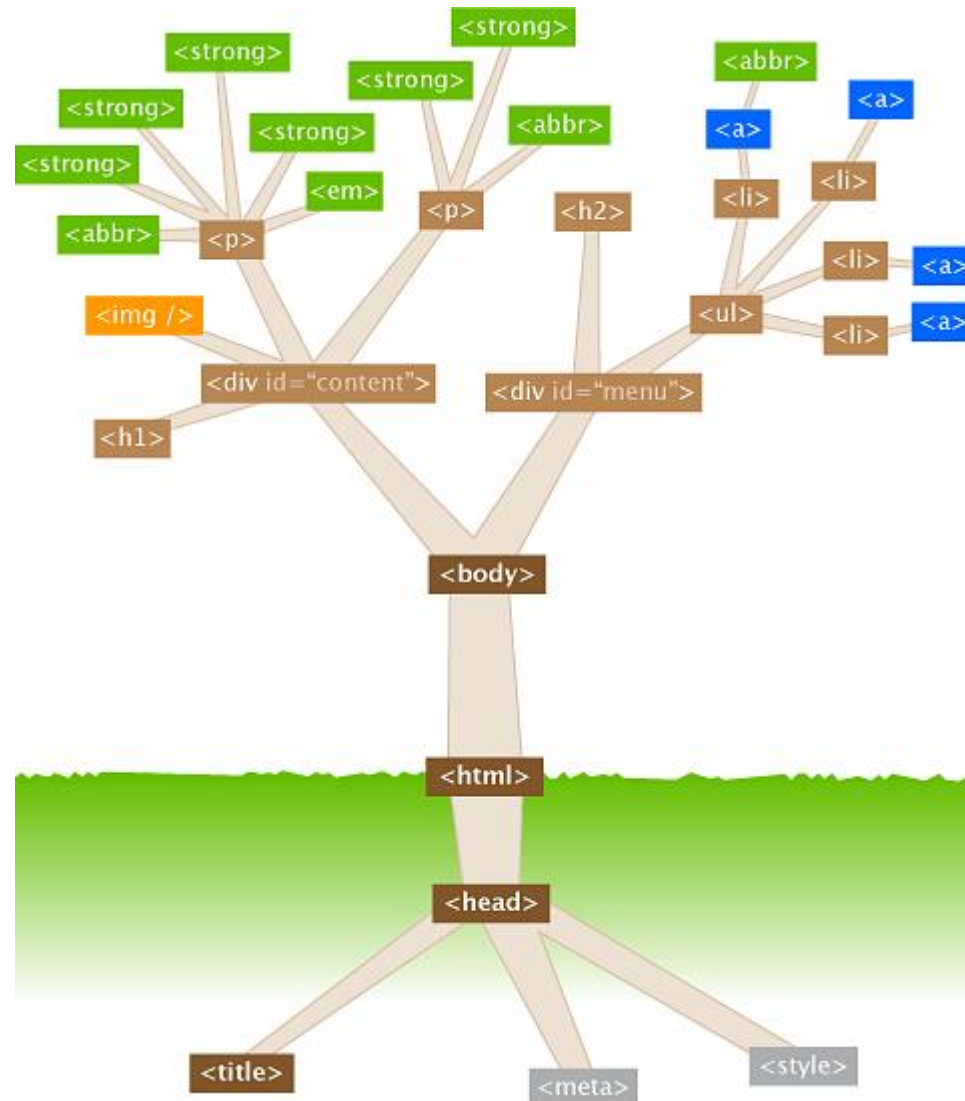 <strong>
<strong>
<strong>
<abbr>
<strong>
<a>
<strong>
<abbr>
<strong>
<a>
<strong>
<em>
<li>
<li>
<abbr>
<p>
<p>
<h2>
<li>
<a>
<img />
<ul>
<li>
<a>
<div id="content">
<div id="menu">
<h1>
<body>
<html>
<head>
<title>
<meta>
<style>